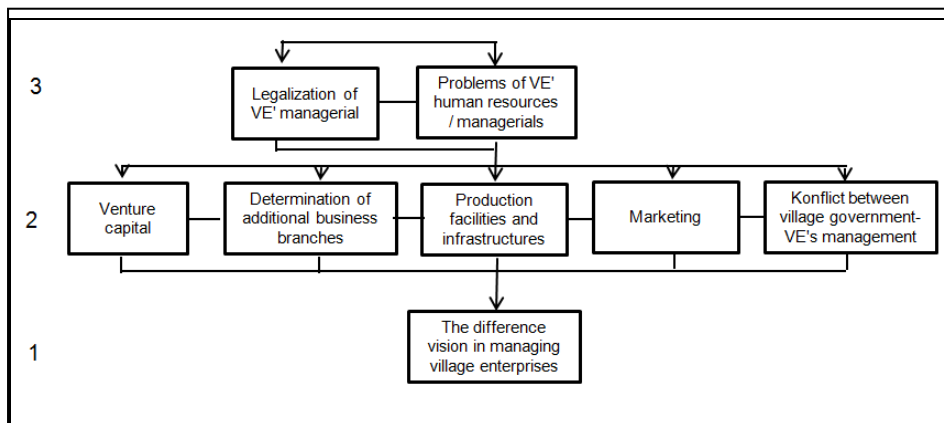 3
Legalization of
VE' managerial
Problems of VE'
human resources
/ managerials
2
Venture
capital
Determination of
additional business
branches
Production
facilities and
infrastructures
Marketing
Konflict between
village government-
VE's management
1
The difference
vision in managing
village enterprises